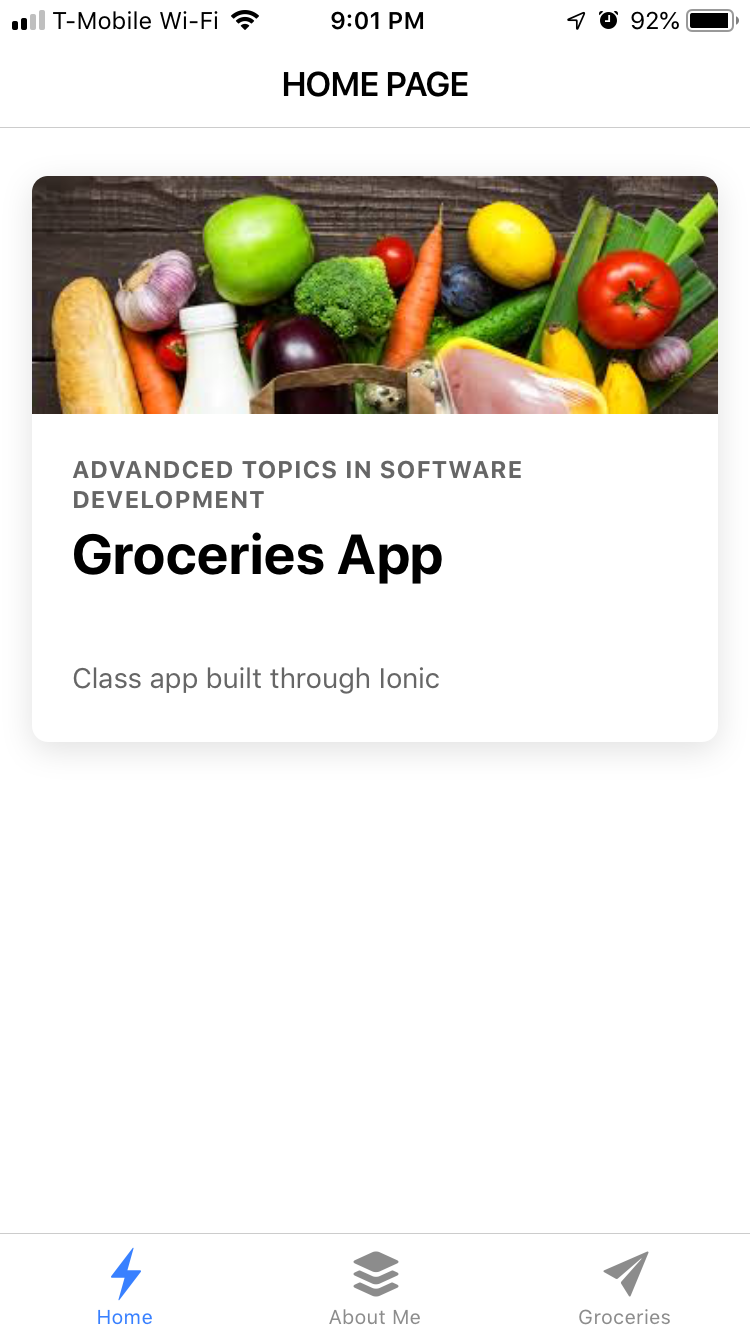 T-Mobile Wi-Fi 9:01 PM 92%
HOME PAGE
ADVANDCED TOPICS IN SOFTWARE
DEVELOPMENT
Groceries App
Class app built through Ionic
Home About Me Groceries